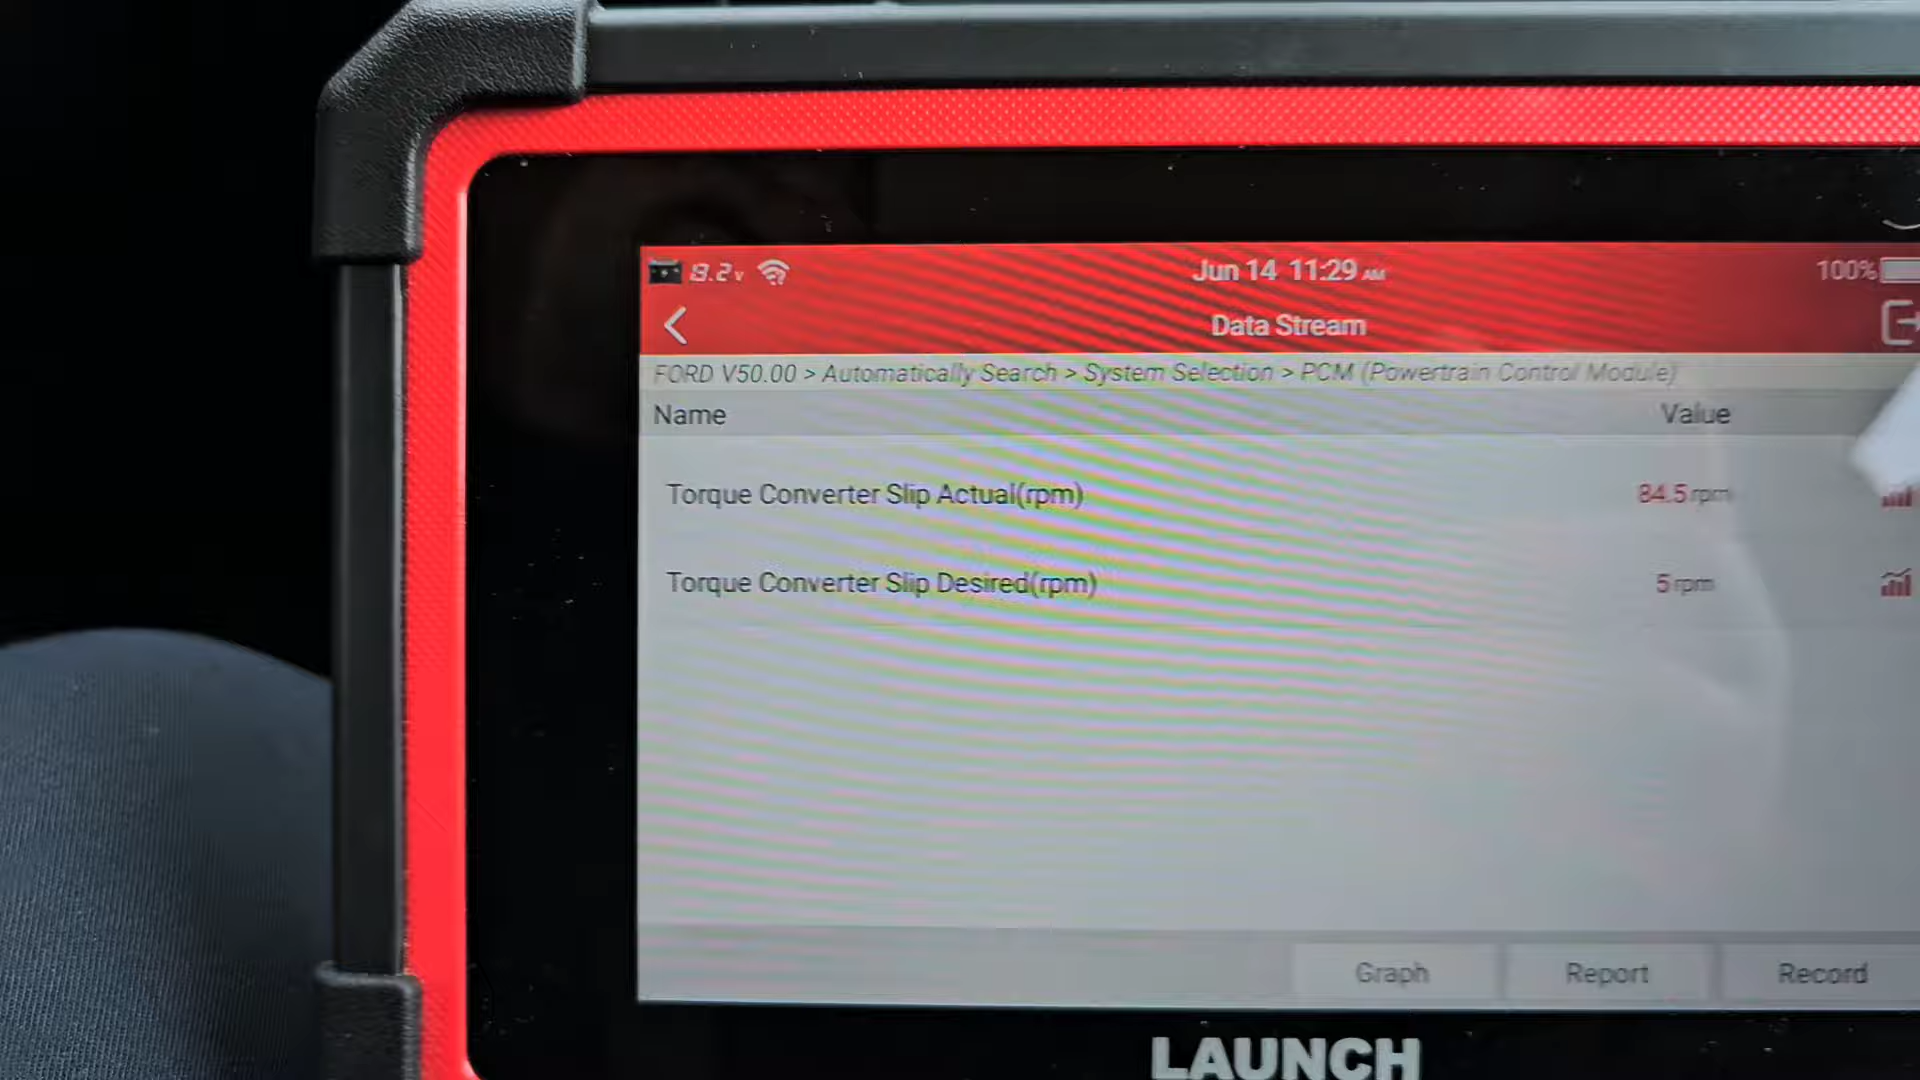 9.2v
Jun 14 11:29 AM
100%
Data Stream
FORD V50.00 > Automatically Search > System Selection > PCM (Powertrain Control Module)
Name Value
Torque Converter Slip Actual(rpm) 84.5 rpm
Torque Converter Slip Desired(rpm) 5 rpm
Graph Report Record
LAUNCH